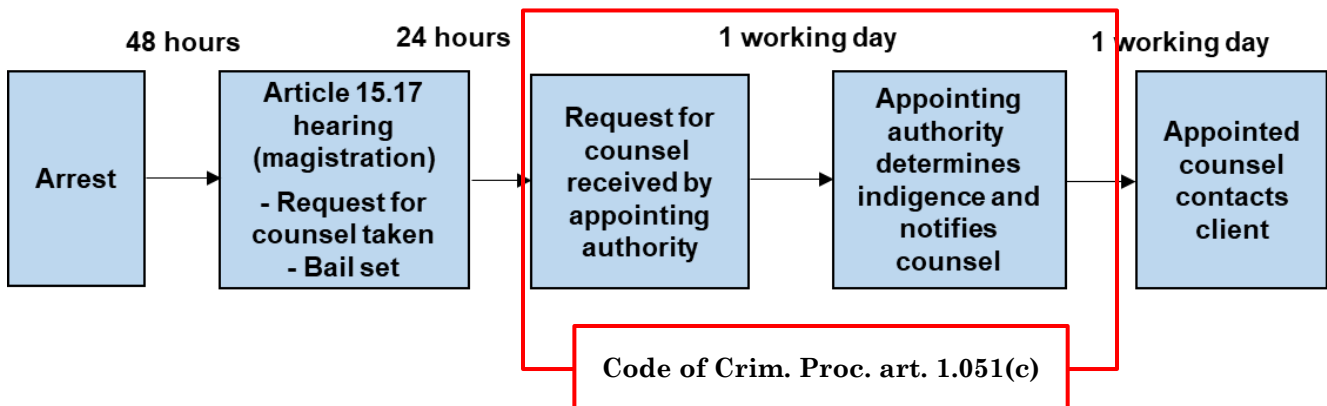 48 hours
24 hours
1 working day
1 working day
Arrest
Article 15.17
hearing
(magistration)
- Request for
counsel taken
- Bail set
Request for
counsel
received by
appointing
authority
Appointing
authority
determines
indigence and
notifies
counsel
Appointed
counsel
contacts
client
Code of Crim. Proc. art. 1.051(c)